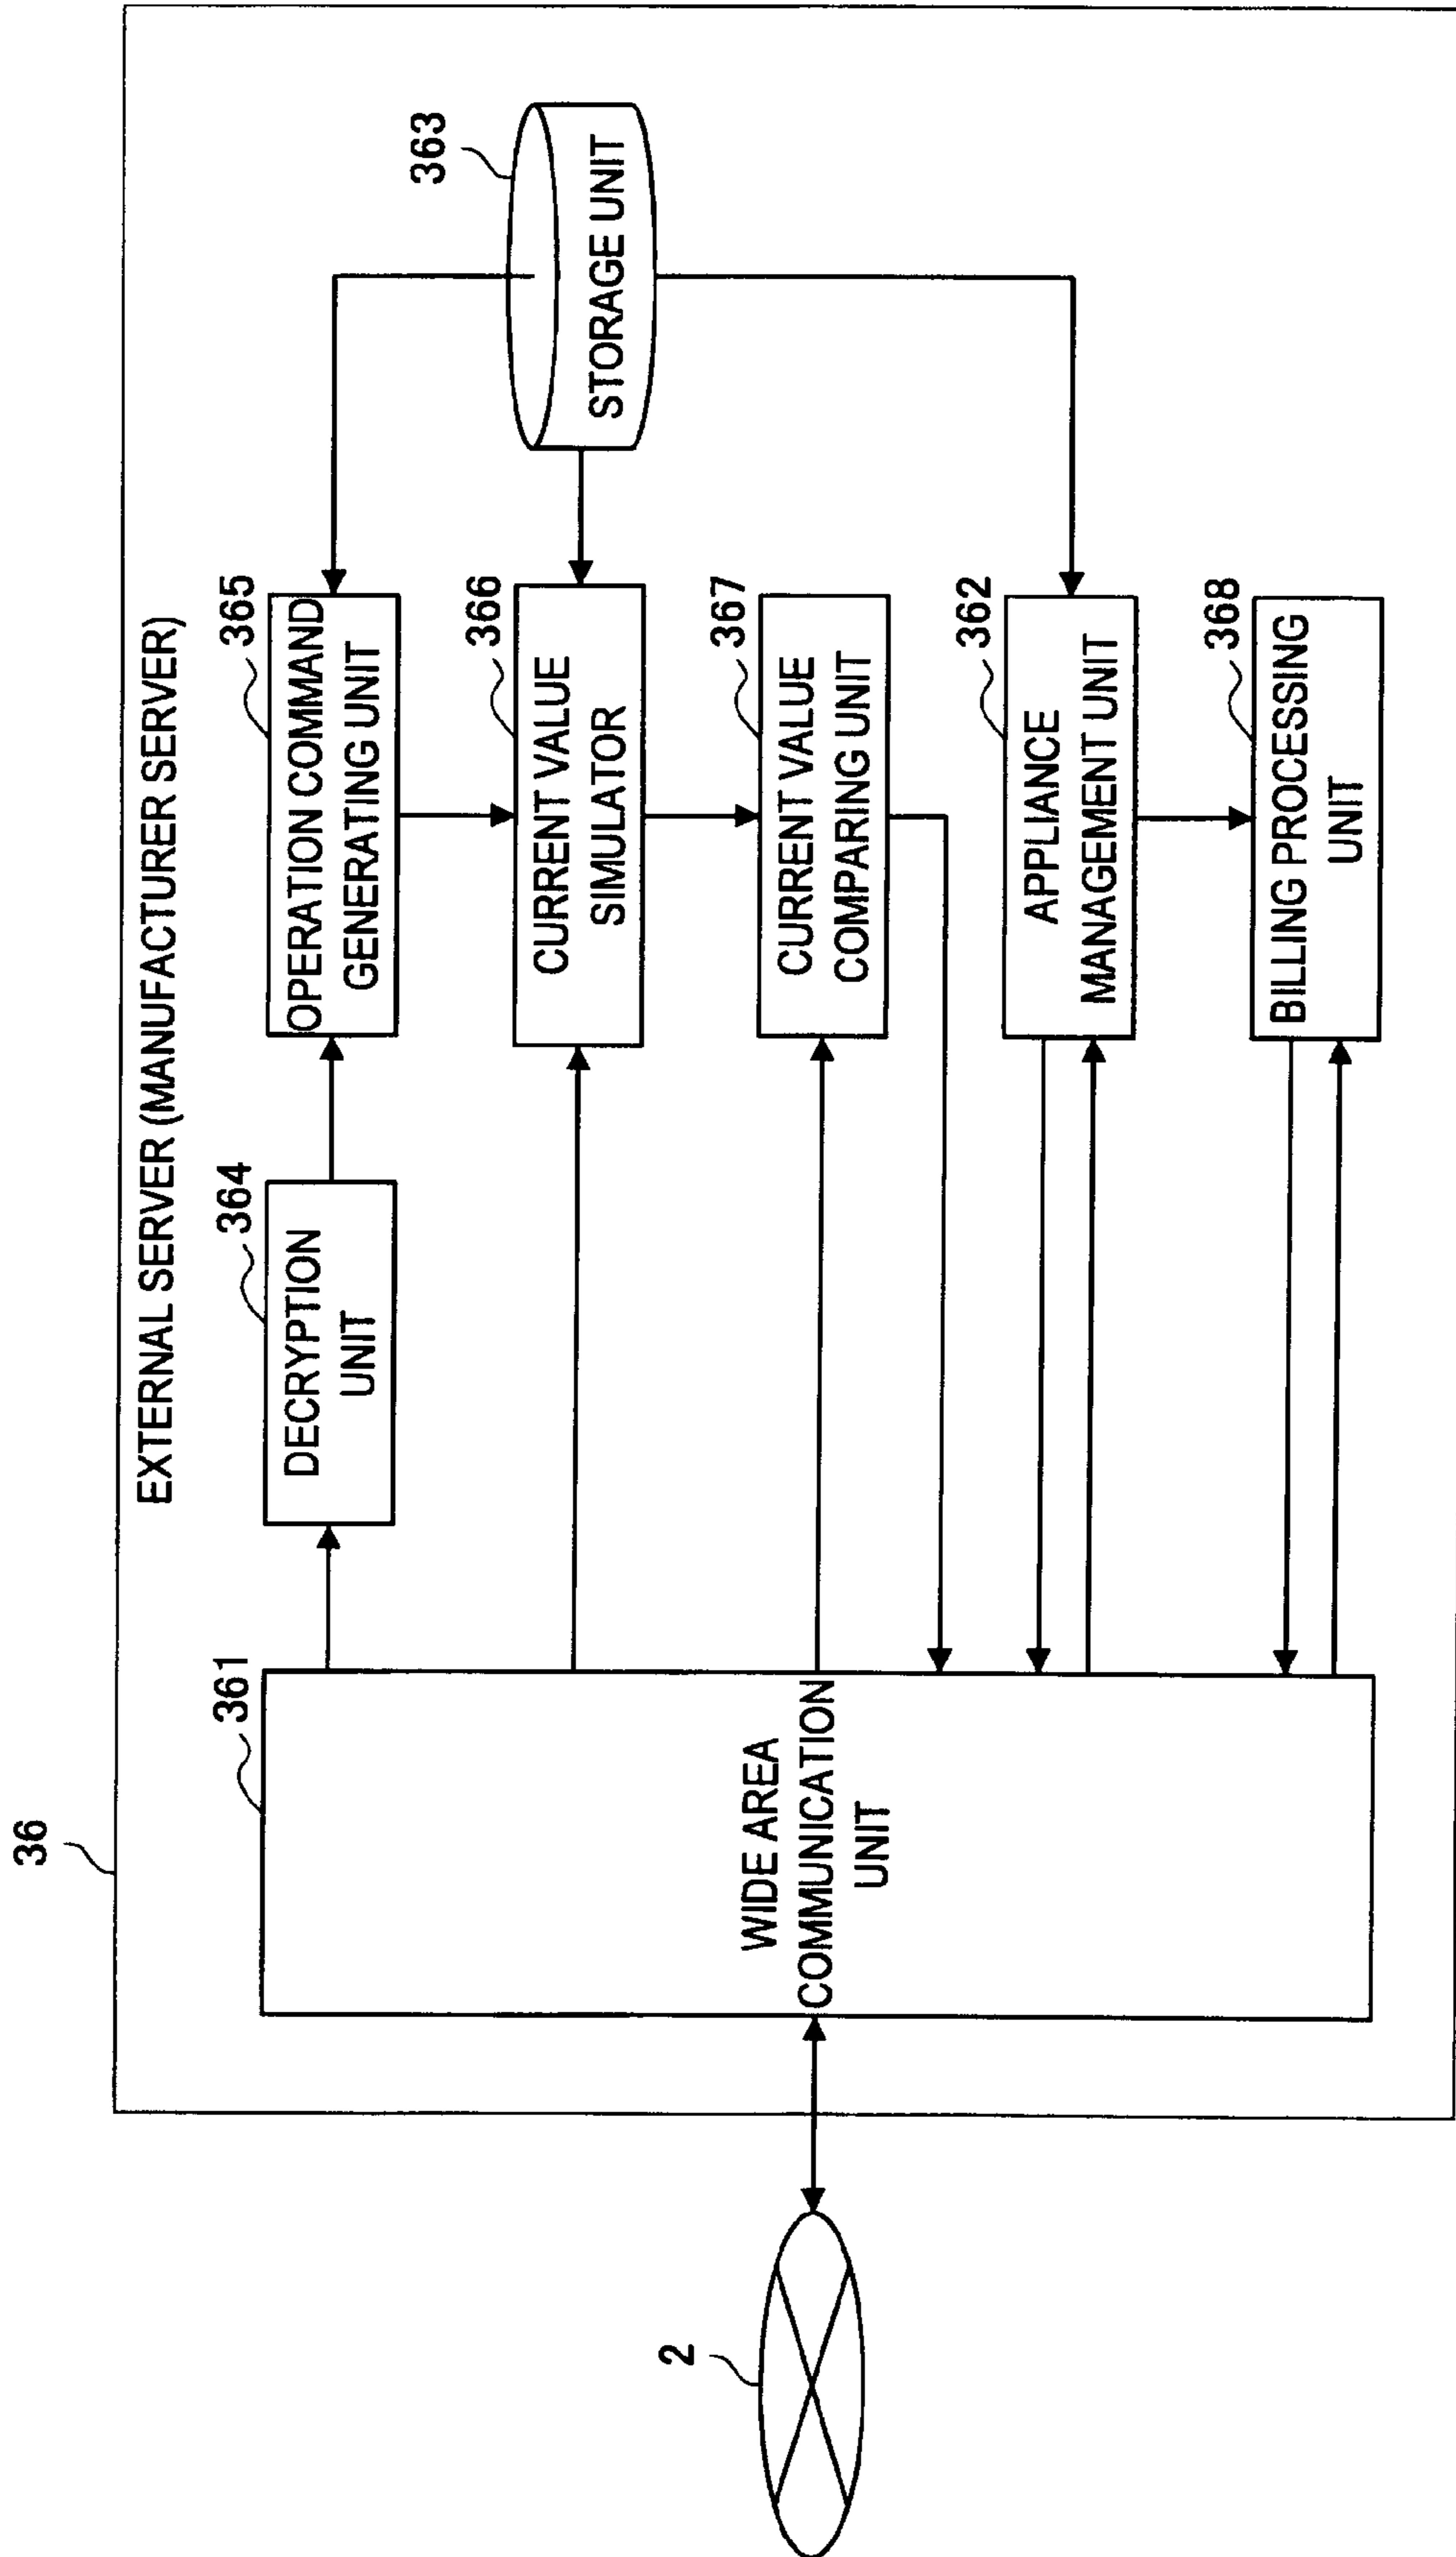 36
EXTERNAL SERVER (MANUFACTURER SERVER)
361
WIDE AREA
COMMUNICATION
UNIT
364
DECRYPTION
UNIT
365
OPERATION COMMAND
GENERATING UNIT
363
STORAGE UNIT
366
CURRENT VALUE
SIMULATOR
2
367
CURRENT VALUE
COMPARING UNIT
362
APPLIANCE
MANAGEMENT UNIT
368
BILLING PROCESSING
UNIT